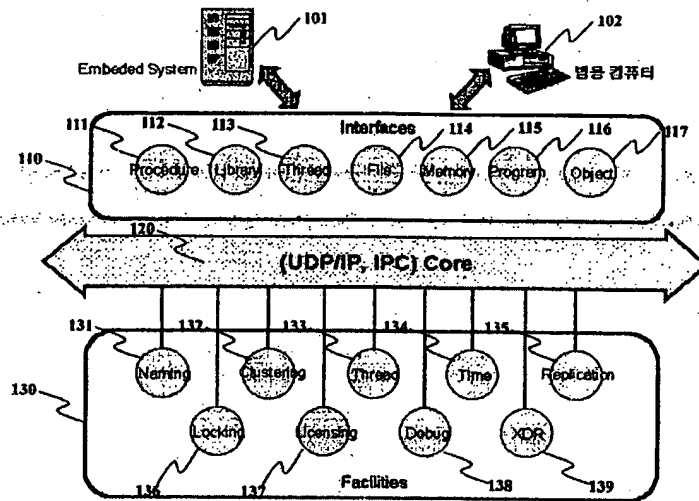 101
102
Embeded System
범용 컴퓨터
111
112
113
Interfaces
114
115
116
117
110
Procedure
Library
Thread
File
Memory
Program
Object
120
(UDP/IP, IPC) Core
131
132
133
134
135
130
Naming
Clustering
Thread
Time
Replication
Locking
Licensing
Debug
XDR
136
137
Facilities
138
139